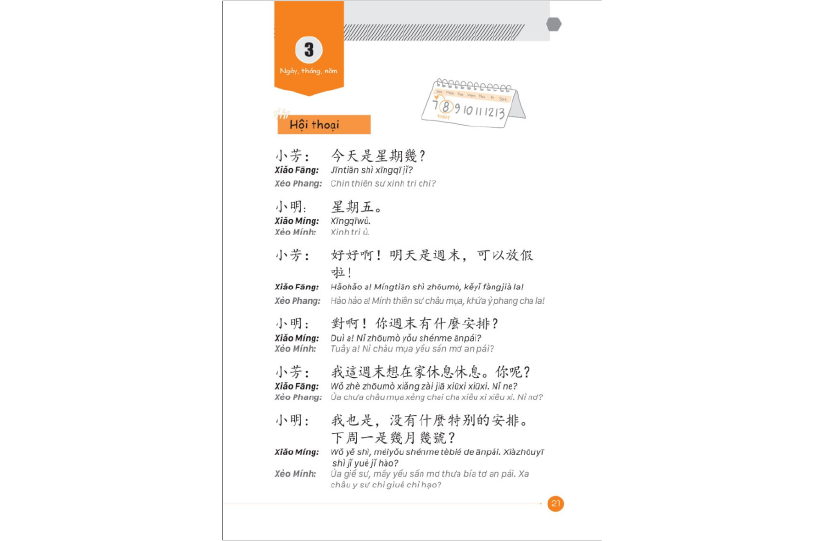 3
Ngày, tháng, năm
7 8 9 10 11 12 13
Hội thoại
小芳： 今天是星期幾？
Xiǎo Fāng: Jīntiān shì xīngqī jǐ?
Xẻo Phang: Chin thiên sư xinh tri chỉ?
小明： 星期五。
Xiǎo Míng: Xīngqīwǔ.
Xẻo Mính: Xinh tri ủ.
小芳： 好好啊！明天是週末，可以放假
啦！
Xiǎo Fāng: Hǎohǎo a! Míngtiān shì zhōumò, kěyǐ fàngjià la!
Xẻo Phang: Hảo hảo a! Mính thiên sư châu mụa, khửa ỷ phang cha la!
小明： 對啊！你週末有什麼安排？
Xiǎo Míng: Duì a! Nǐ zhōumò yǒu shénme ānpái?
Xẻo Mính: Tuây a! Nỉ châu mụa yểu sấn mơ an pái?
小芳： 我這週末想在家休息休息。你呢？
Xiǎo Fāng: Wǒ zhè zhōumò xiǎng zài jiā xiūxi xiūxi. Nǐ ne?
Xẻo Phang: Ủa chưa châu mụa xẻng chai cha xiêu xi xiêu xi. Nỉ nơ?
小明： 我也是，没有什麼特别的安排。
下周一是幾月幾號？
Xiǎo Míng: Wǒ yě shì, méiyǒu shénme tèbié de ānpái. Xiàzhōuyī
shì jǐ yuè jǐ hào?
Xẻo Mính: Ủa giể sư, mấy yểu sấn mơ thưa bía tơ an pái. Xa
châu y sư chỉ giuê chỉ hạo?
21